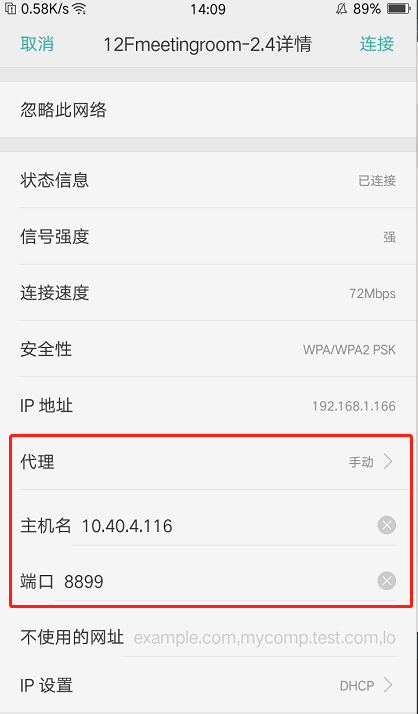 0.58K/s 14:09 89%
取消 12Fmeetingroom-2.4详情 连接
忽略此网络
状态信息 已连接
信号强度 强
连接速度 72Mbps
安全性 WPA/WPA2 PSK
IP 地址 192.168.1.166
代理 手动
主机名 10.40.4.116
端口 8899
不使用的网址 example.com,mycomp.test.com,lo
IP 设置 DHCP